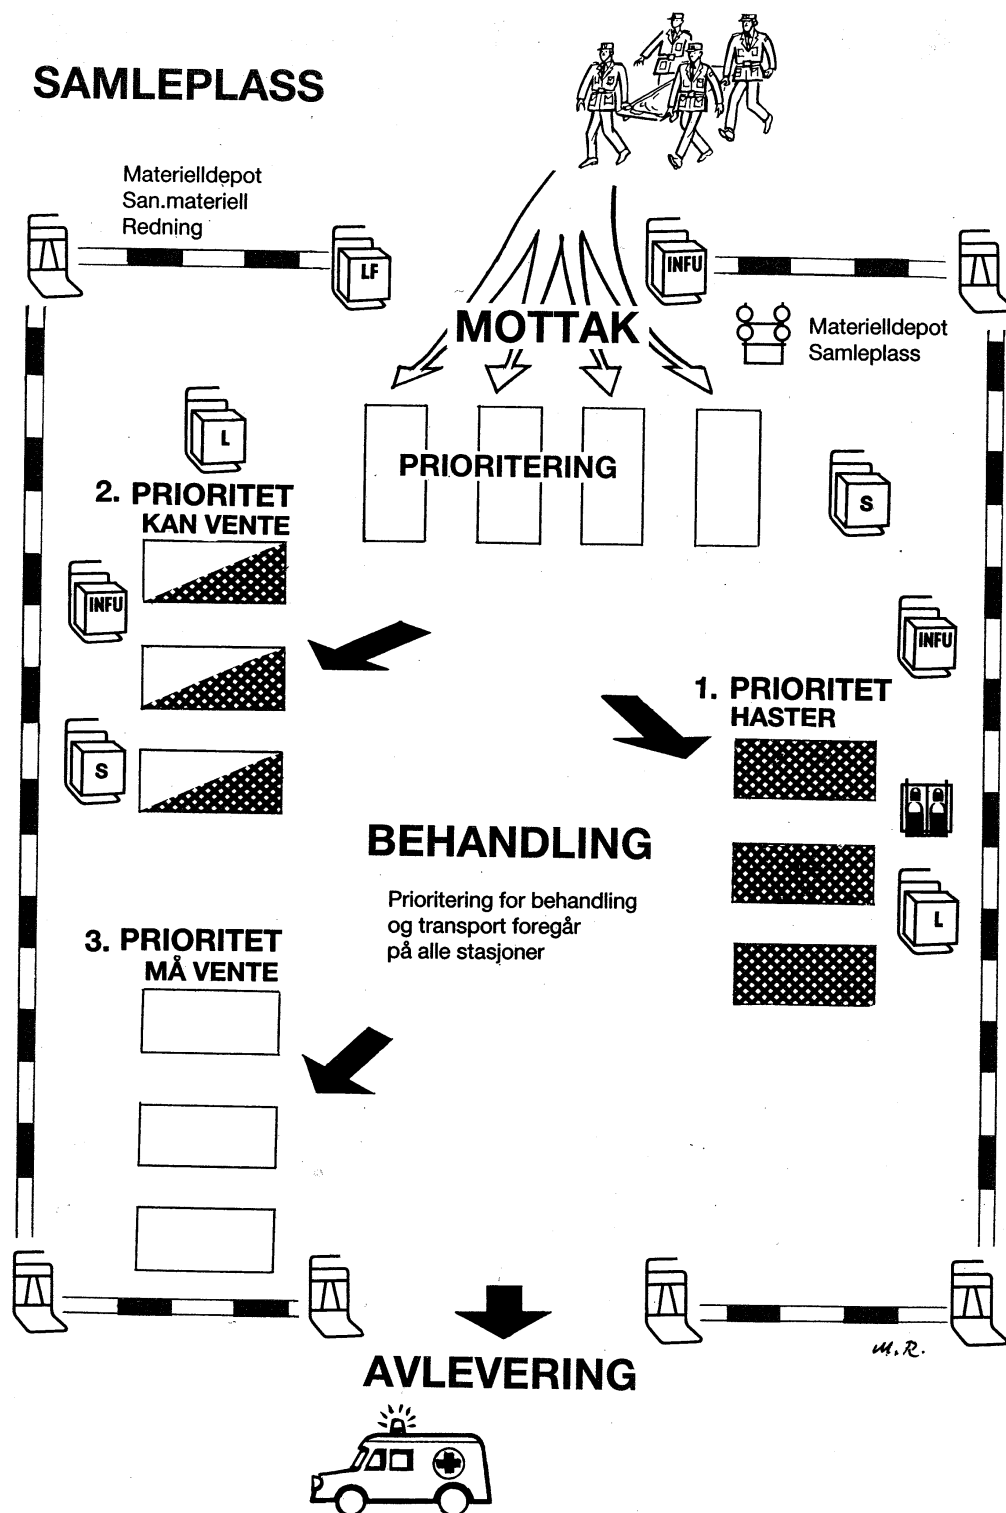 SAMLEPLASS
Materielldepot
San.materiell
Redning
LF
INFU
MOTTAK
Materielldepot
Samleplass
L
PRIORITERING
S
2. PRIORITET
KAN VENTE
INFU
INFU
1. PRIORITET
HASTER
S
BEHANDLING
Prioritering for behandling
og transport foregår
på alle stasjoner
L
3. PRIORITET
MÅ VENTE
M.R.
AVLEVERING